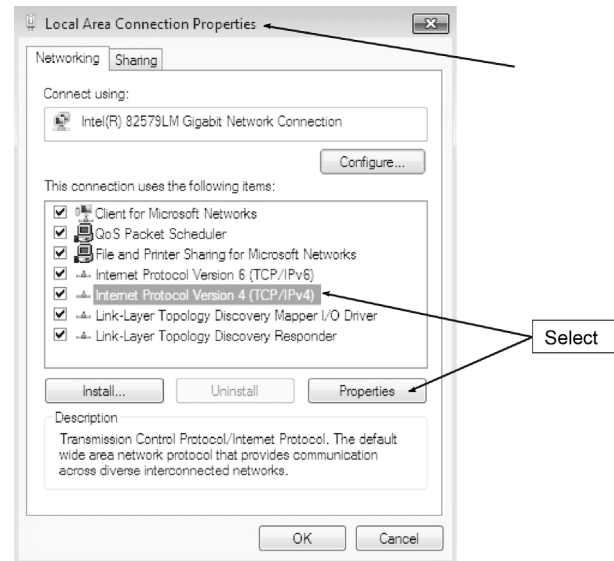 Local Area Connection Properties
Networking Sharing
Connect using:
Intel(R) 82579LM Gigabit Network Connection
Configure...
This connection uses the following items:
Client for Microsoft Networks
QoS Packet Scheduler
File and Printer Sharing for Microsoft Networks
Internet Protocol Version 6 (TCP/IPv6)
Internet Protocol Version 4 (TCP/IPv4)
Link-Layer Topology Discovery Mapper I/O Driver
Link-Layer Topology Discovery Responder
Select
Install... Uninstall Properties
Description
Transmission Control Protocol/Internet Protocol. The default
wide area network protocol that provides communication
across diverse interconnected networks.
OK Cancel